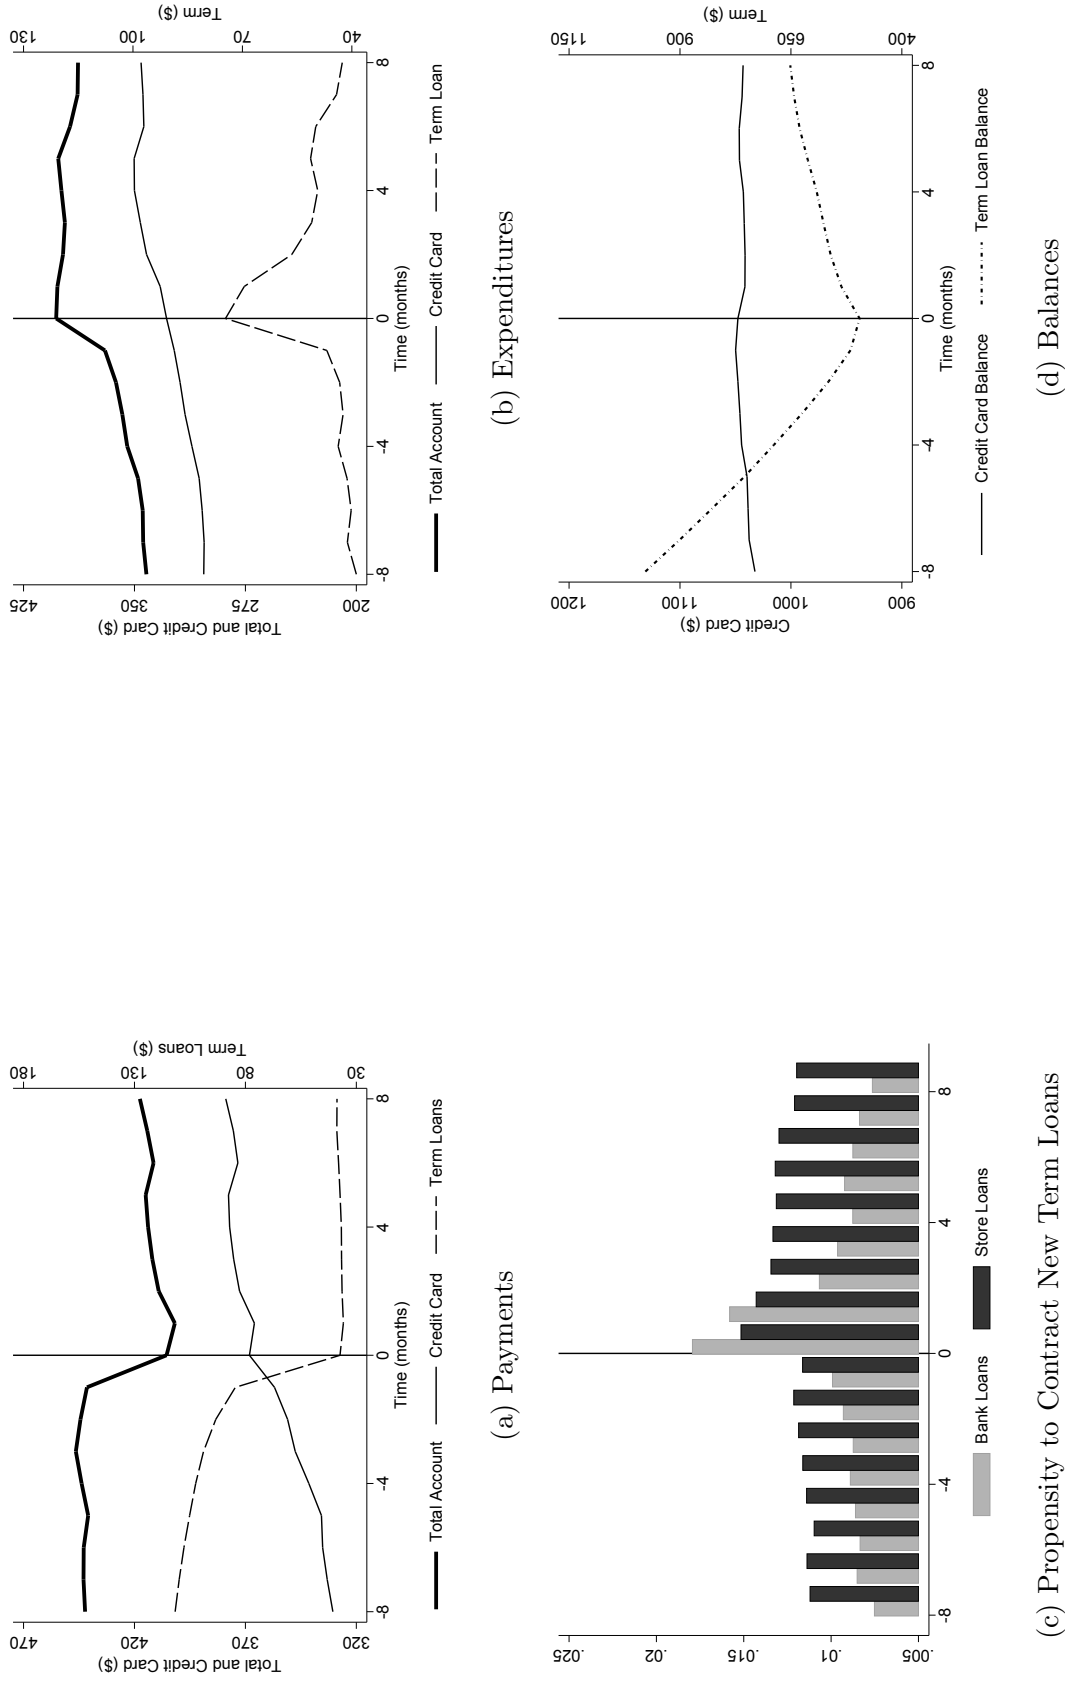 Total and Credit Card ($)
320 370 420 470
Term Loans ($)
30 80 130 180
-8 -4 0 4 8
Time (months)
Total Account Credit Card Term Loans
(a) Payments
Total and Credit Card ($)
200 275 350 425
Term ($)
40 70 100 130
-8 -4 0 4 8
Time (months)
Total Account Credit Card Term Loan
(b) Expenditures
.005 .01 .015 .02 .025
-8 -4 0 4 8
Bank Loans Store Loans
(c) Propensity to Contract New Term Loans
Credit Card ($)
900 1000 1100 1200
Term ($)
400 659 900 1150
-8 -4 0 4 8
Time (months)
Credit Card Balance Term Loan Balance
(d) Balances